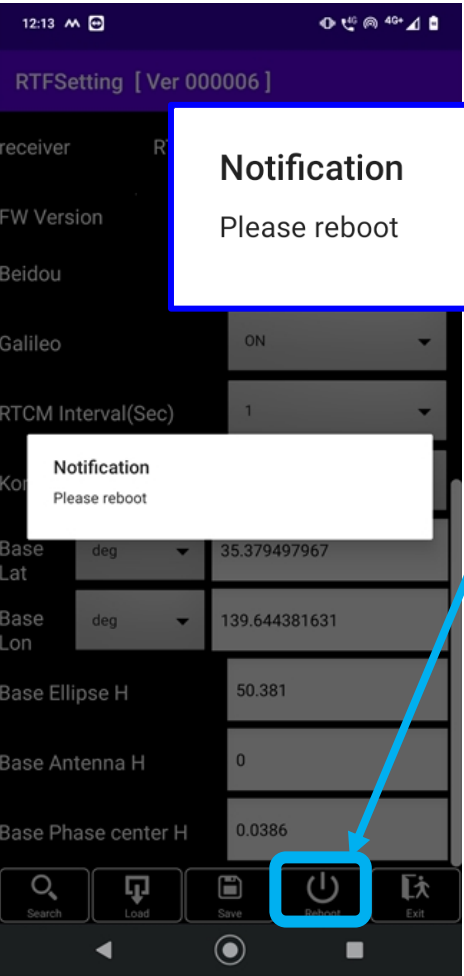 12:13
4G
4G+
RTFSetting [ Ver 000006 ]
receiver
Notification
Please reboot
FW Version
Beidou
Galileo ON
RTCM Interval(Sec) 1
Notification
Please reboot
Base Lat deg 35.379497967
Base Lon deg 139.644381631
Base Ellipse H 50.381
Base Antenna H 0
Base Phase center H 0.0386
Search Load Save Reboot Exit